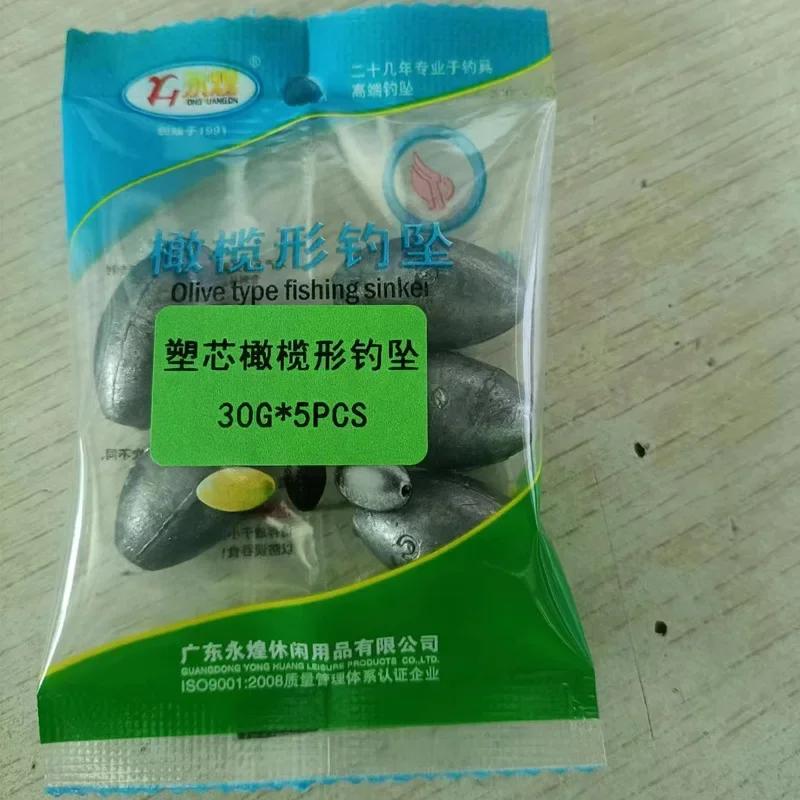 永煌®
YONGHUANG.CN
创始于1991
二十几年专业于钓具
高端钓坠
橄榄形钓坠
Olive type fishing sinker
塑芯橄榄形钓坠
30G*5PCS
广东永煌休闲用品有限公司
GUANGDONG YONG HUANG LEISURE PRODUCTS CO.,LTD.
ISO9001:2008质量管理体系认证企业